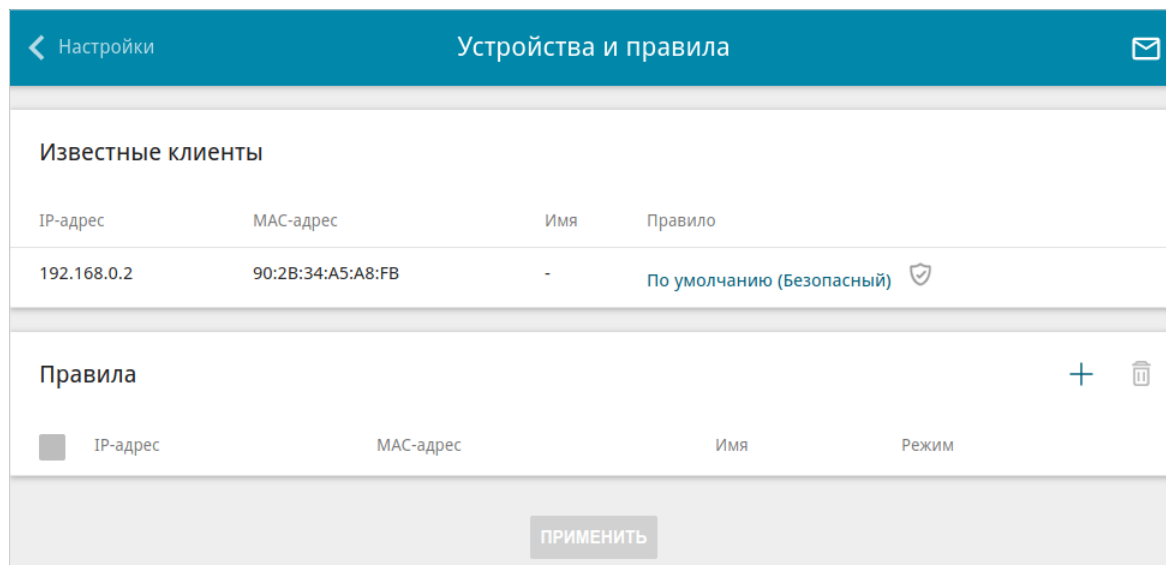 Настройки Устройства и правила
Известные клиенты
IP-адрес MAC-адрес Имя Правило
192.168.0.2 90:2B:34:A5:A8:FB - По умолчанию (Безопасный)
Правила
IP-адрес MAC-адрес Имя Режим
ПРИМЕНИТЬ